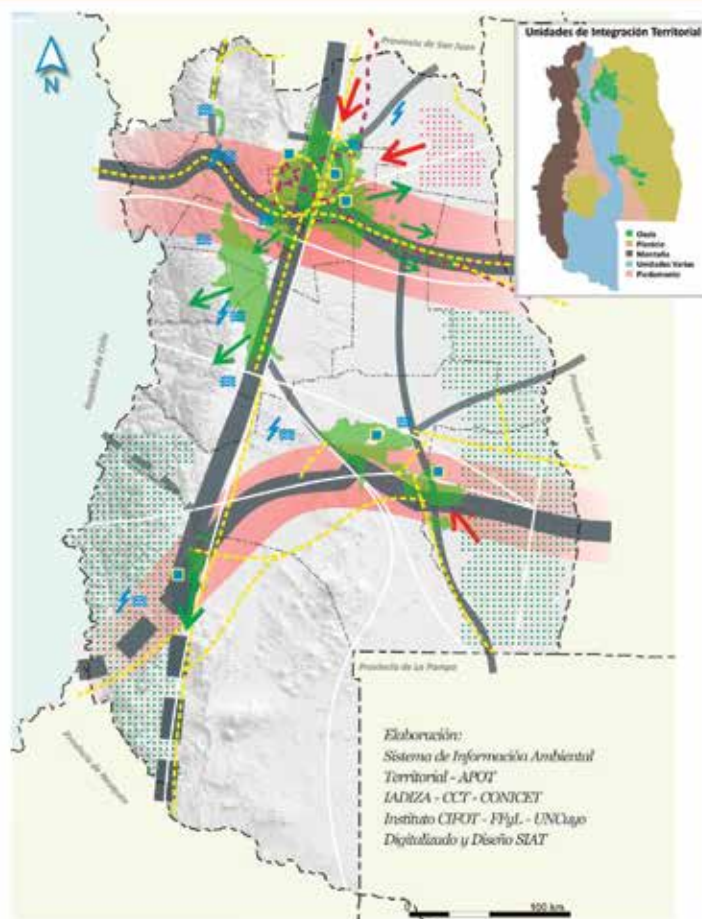 Provincia de San Juan
Unidades de Integración Territorial
N
Oasis
Planicie
Montaña
Unidades Varias
Piedemonte
República de Chile
Provincia de San Luis
Provincia de La Pampa
Provincia de Neuquén
Elaboración:
Sistema de Información Ambiental
Territorial - APOT
IADIZA - CCT - CONICET
Instituto CIFOT - FFyL - UNCuyo
Digitalizado y Diseño SIAT
0
100 km.